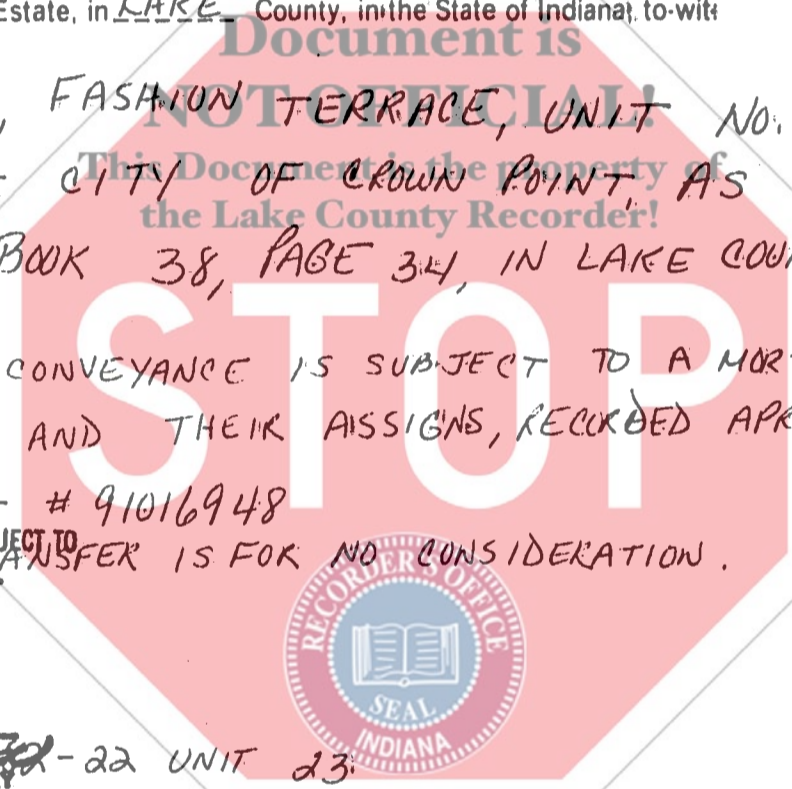 Estate, in LAKE County, in the State of Indiana, to-wit:
Document is
FASHION TERRACE, UNIT NO.
NOT OFFICIAL!
This Document is the property of
CITY OF CROWN POINT, AS
the Lake County Recorder!
BOOK 38, PAGE 34, IN LAKE COU
STOP
CONVEYANCE IS SUBJECT TO A MOR
AND THEIR ASSIGNS, RECORDED APR
# 91016948
JECT TO
ANSFER IS FOR NO CONSIDERATION.
RECORDER'S OFFICE
SEAL
INDIANA
-22 UNIT 23